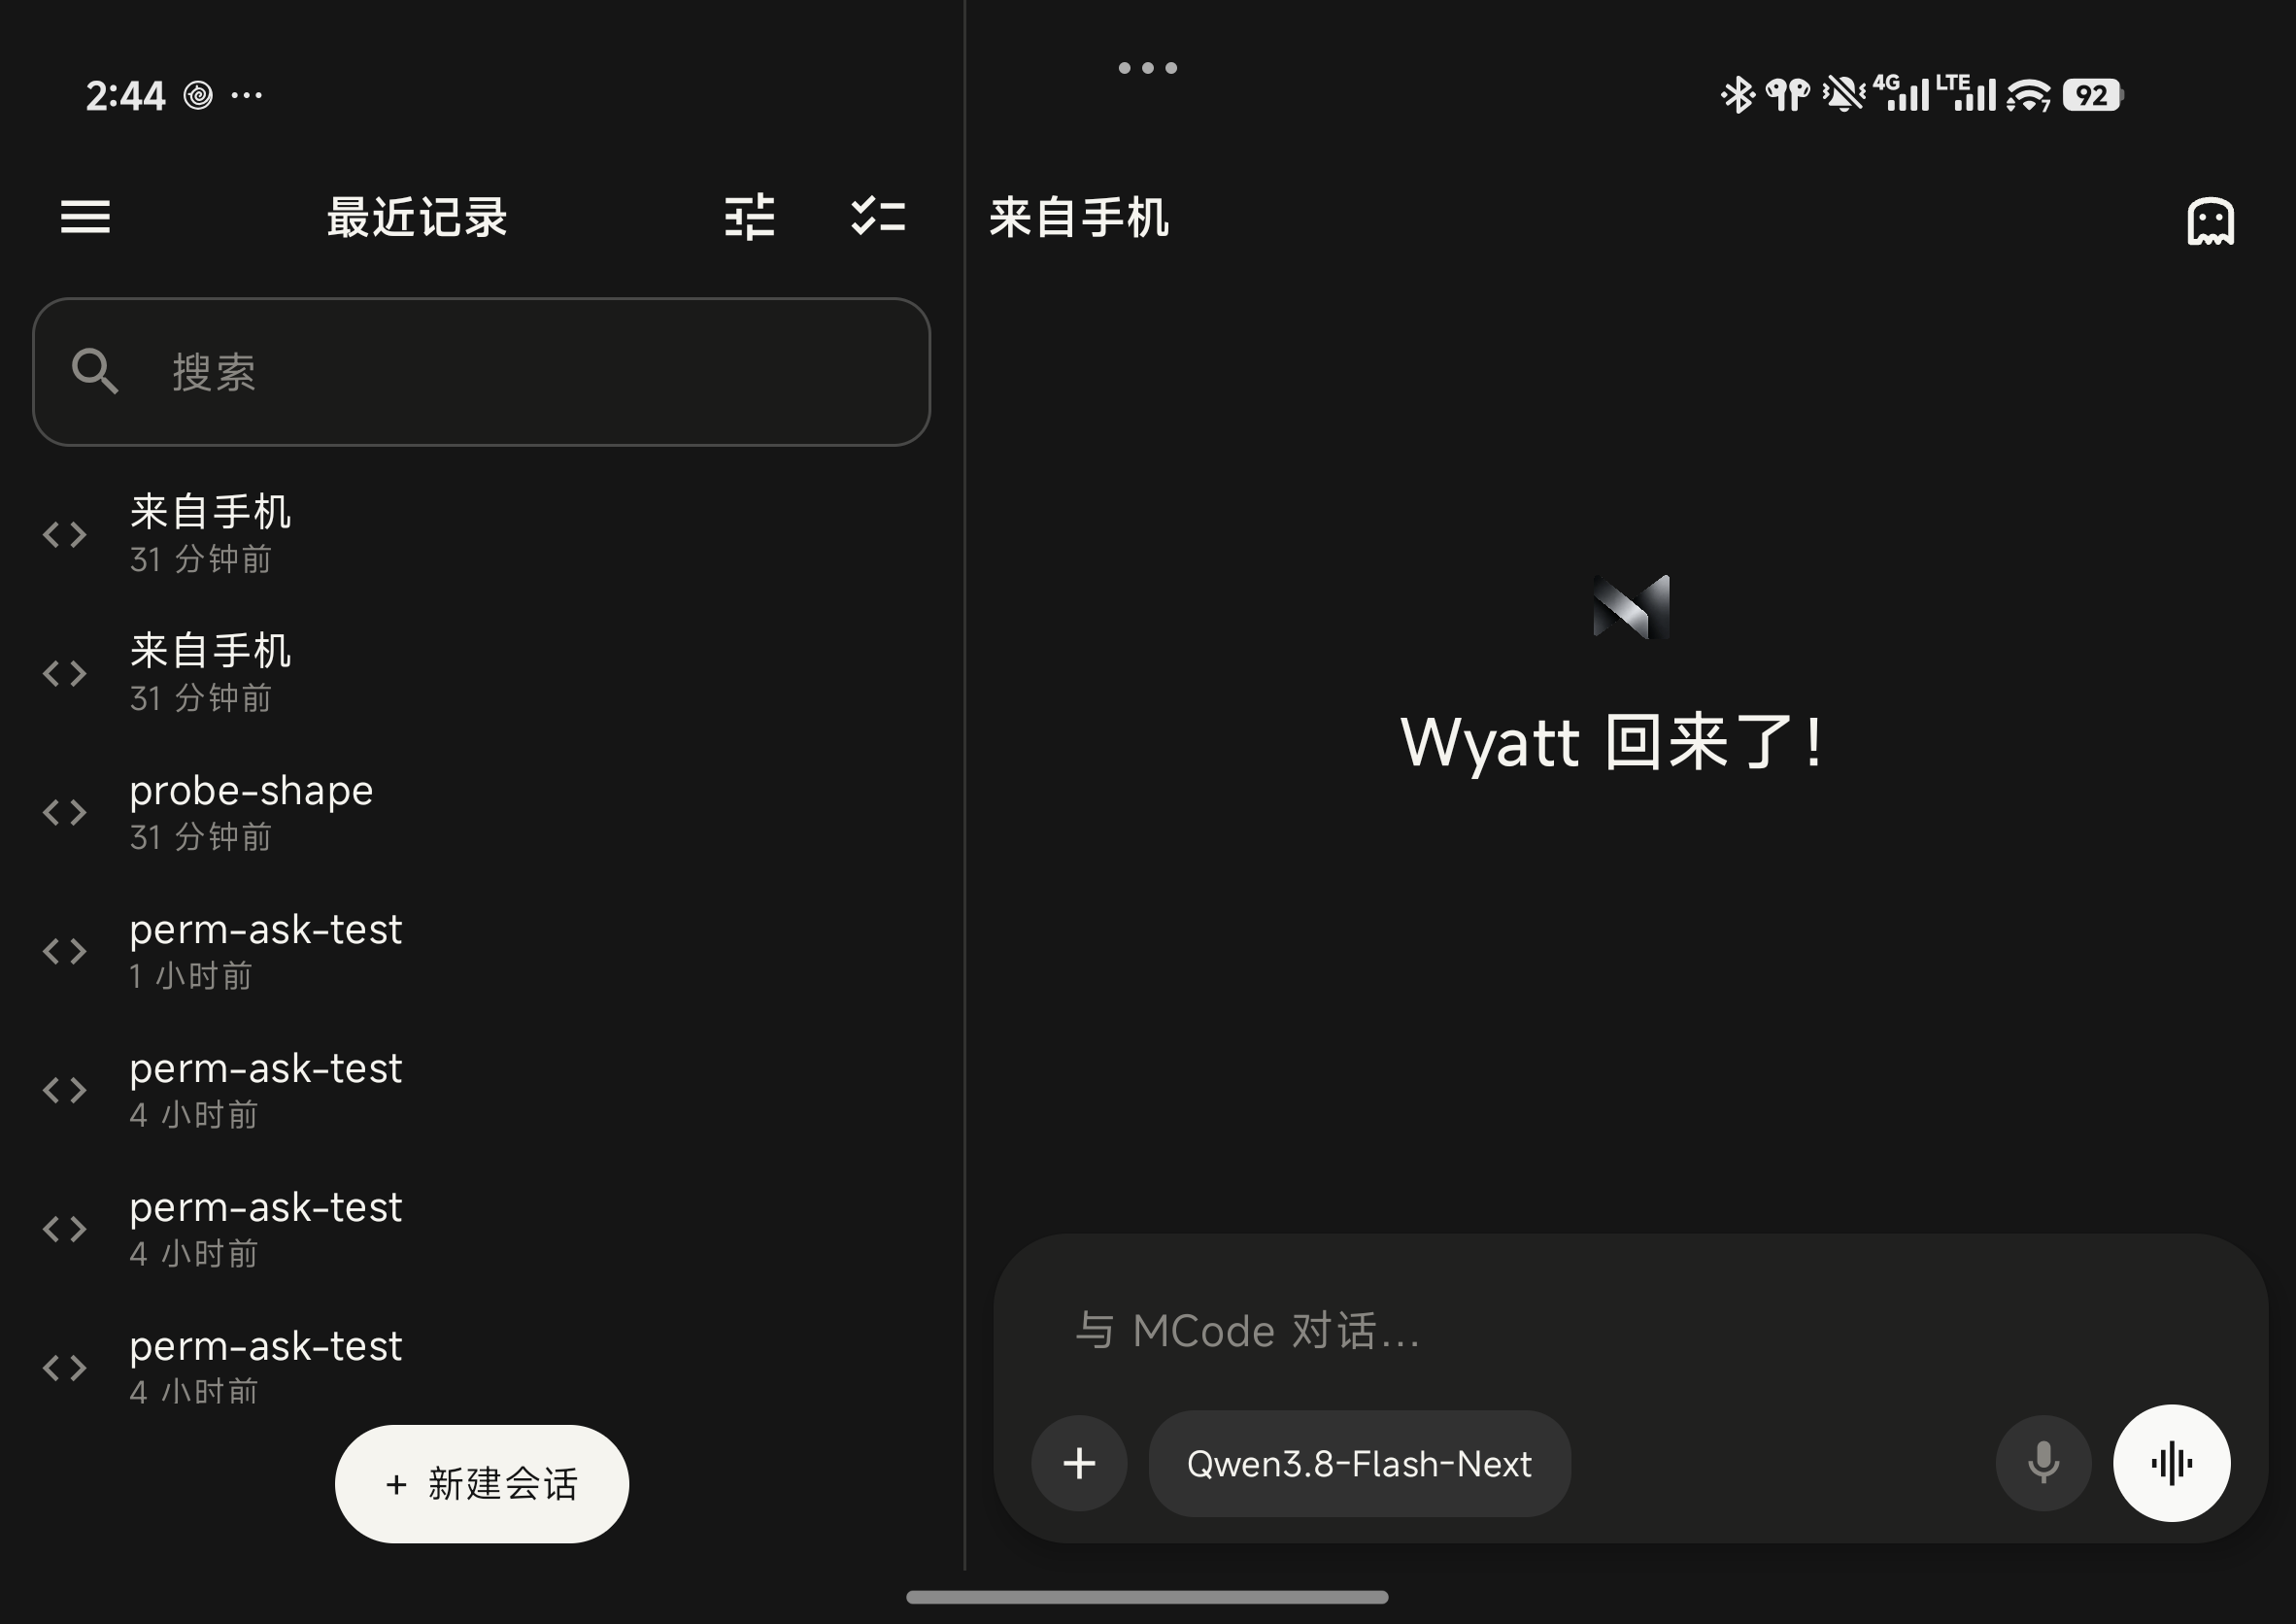 2:44
4G LTE 7 92
最近记录
搜索
来自手机
31 分钟前
来自手机
31 分钟前
probe-shape
31 分钟前
perm-ask-test
1 小时前
perm-ask-test
4 小时前
perm-ask-test
4 小时前
perm-ask-test
4 小时前
+ 新建会话
来自手机
Wyatt 回来了!
与 MCode 对话...
Qwen3.8-Flash-Next